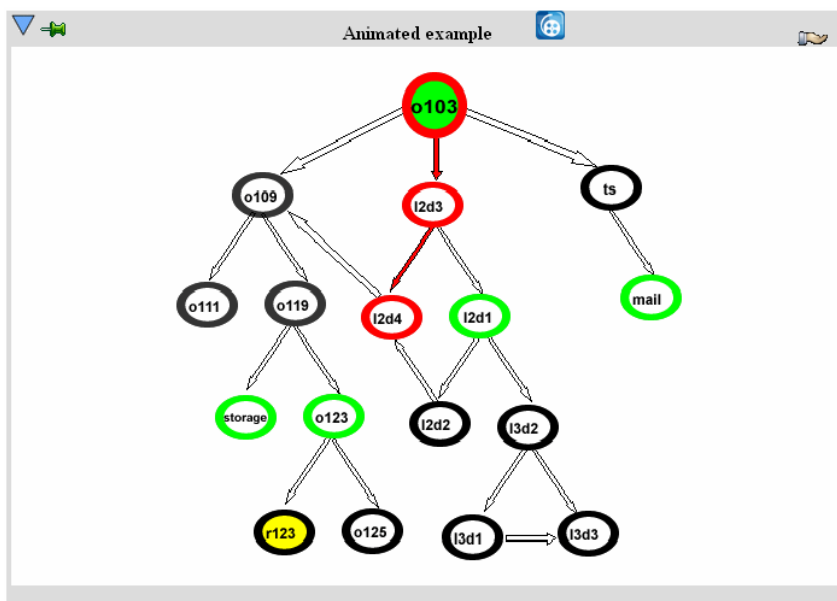 Animated example
o103
o109
l2d3
ts
o111
o119
l2d4
l2d1
mail
storage
o123
l2d2
l3d2
r123
o125
l3d1
l3d3